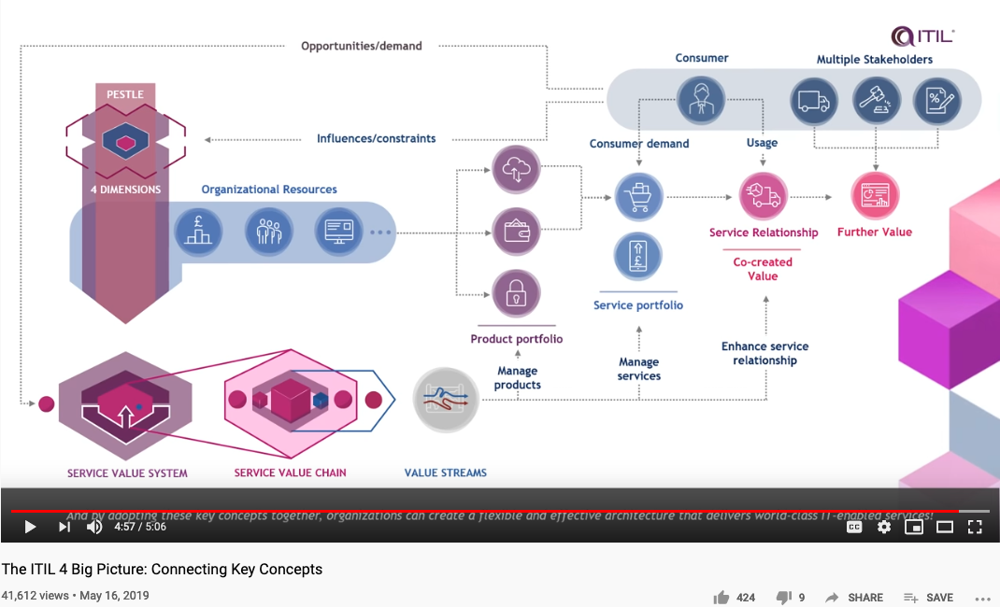 ITIL
Opportunities/demand
Consumer
Multiple Stakeholders
PESTLE
Influences/constraints
Consumer demand
Usage
4 DIMENSIONS
Organizational Resources
£
Service Relationship
Further Value
Co-created
Value
£
Service portfolio
Product portfolio
Manage
products
Manage
services
Enhance service
relationship
SERVICE VALUE SYSTEM
SERVICE VALUE CHAIN
VALUE STREAMS
And by adopting these key concepts together, organizations can create a flexible and effective architecture that delivers world-class IT-enabled services!
4:57 / 5:06
CC
The ITIL 4 Big Picture: Connecting Key Concepts
41,612 views • May 16, 2019
424
9
SHARE
SAVE